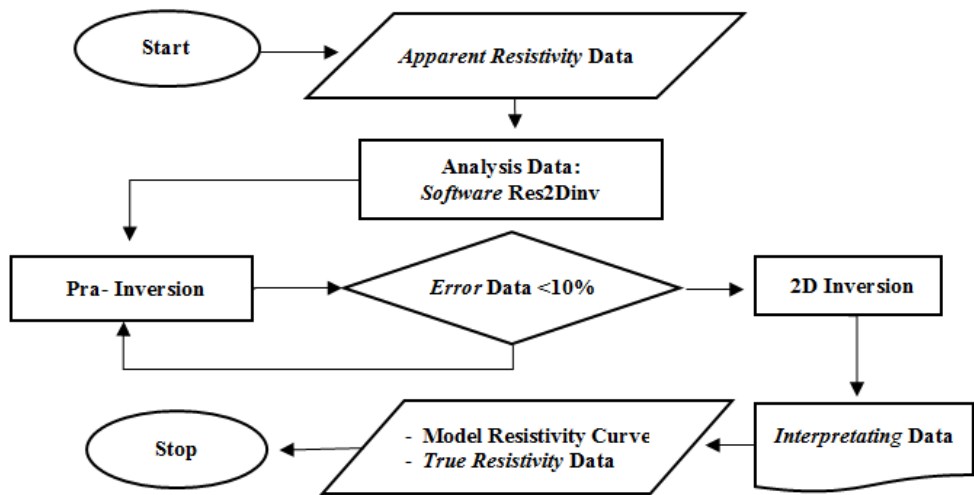 Start
Apparent Resistivity Data
Analysis Data:
Software Res2Dinv
Pra- Inversion
Error Data <10%
2D Inversion
Stop
- Model Resistivity Curve
- True Resistivity Data
Interpretating Data